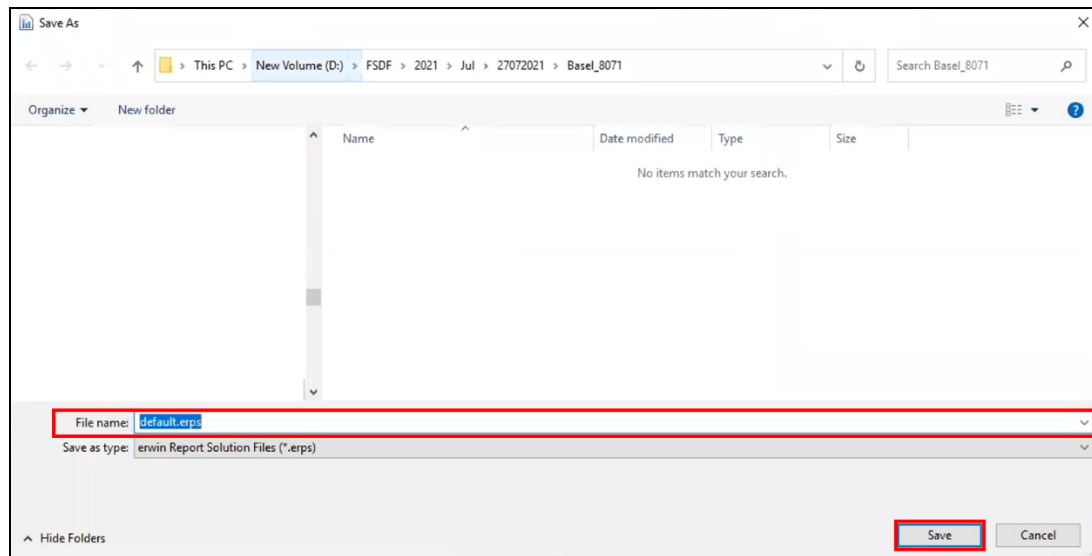 Save As
This PC > New Volume (D:) > FSDF > 2021 > Jul > 27072021 > Basel_8071
Search Basel_8071
Organize
New folder
Name
Date modified
Type
Size
No items match your search.
File name: default.erps
Save as type: erwin Report Solution Files (*.erps)
Hide Folders
Save
Cancel